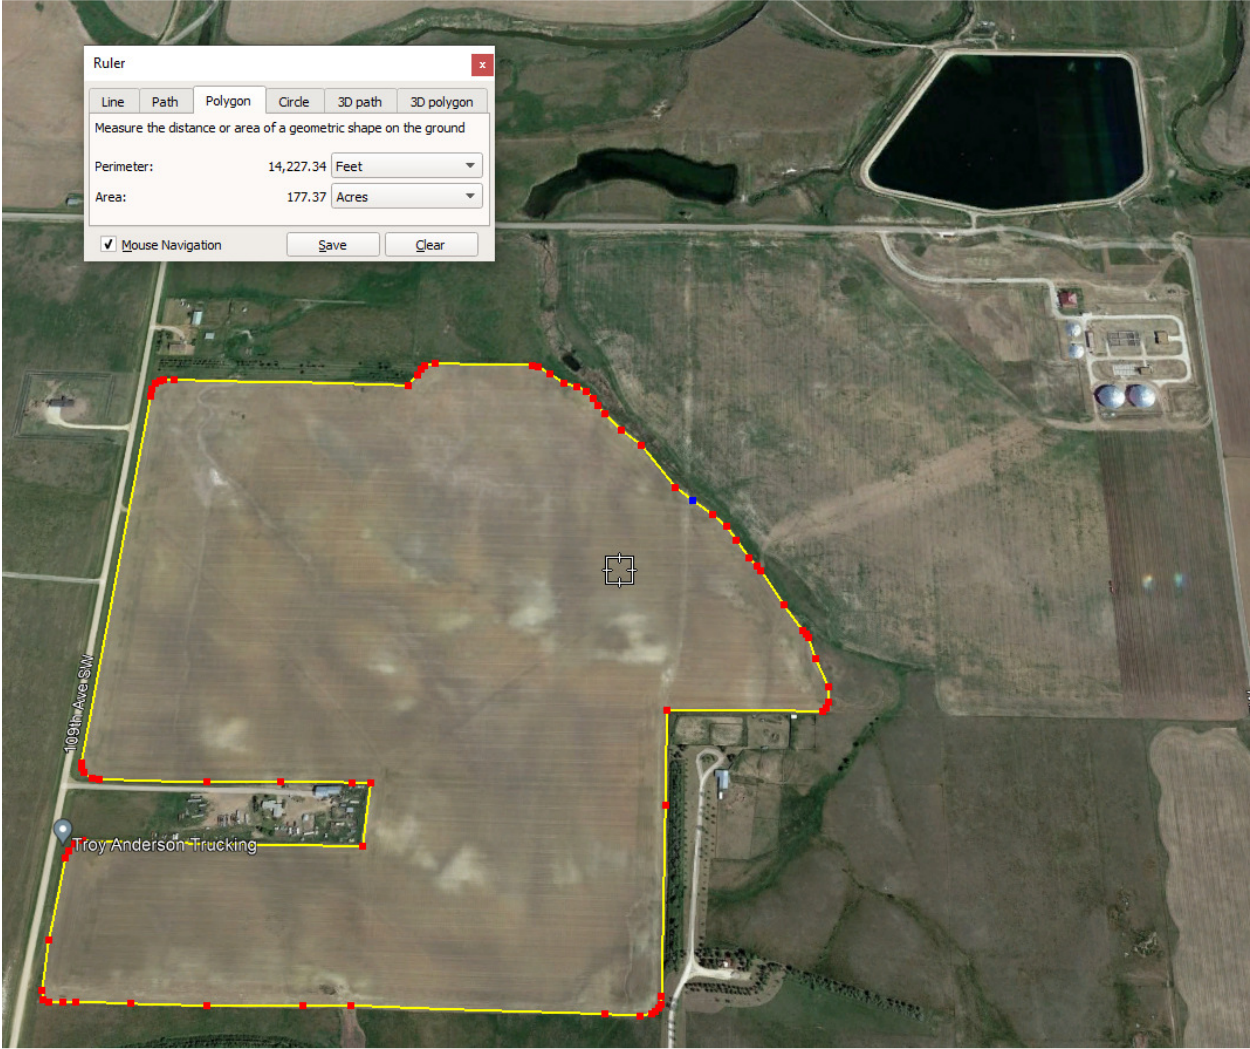 Ruler
x
Line Path Polygon Circle 3D path 3D polygon
Measure the distance or area of a geometric shape on the ground
Perimeter: 14,227.34 Feet
Area: 177.37 Acres
Mouse Navigation Save Clear
109th Ave SW
Troy Anderson Trucking